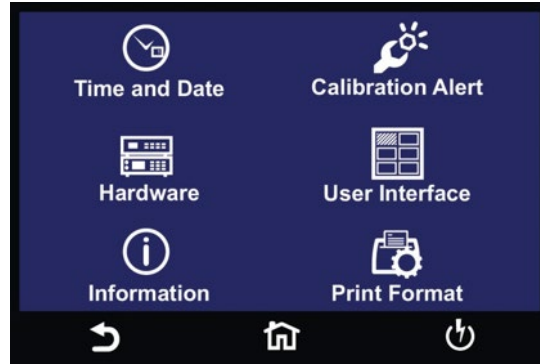 Time and Date
Calibration Alert
Hardware
User Interface
Information
Print Format